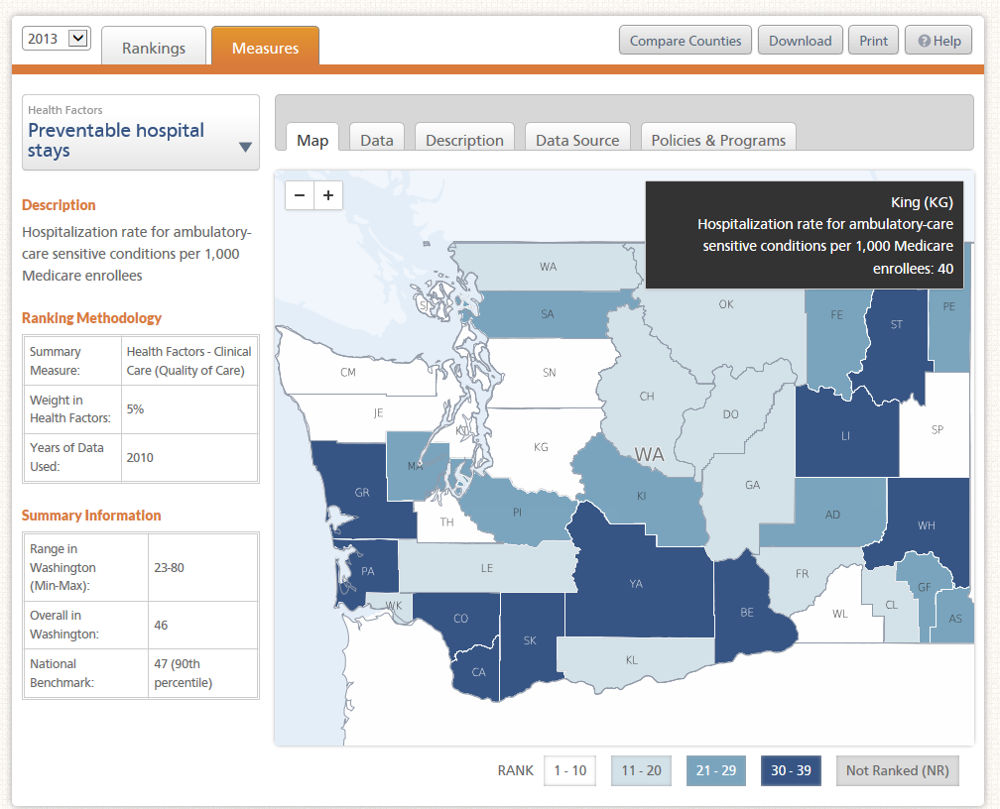 2013
Rankings
Measures
Compare Counties
Download
Print
? Help
Health Factors
Preventable hospital
stays
Description
Hospitalization rate for ambulatory-
care sensitive conditions per 1,000
Medicare enrollees
Ranking Methodology
Summary Measure: Health Factors - Clinical Care (Quality of Care)
Weight in Health Factors: 5%
Years of Data Used: 2010
Summary Information
Range in Washington (Min-Max): 23-80
Overall in Washington: 46
National Benchmark: 47 (90th percentile)
Map
Data
Description
Data Source
Policies & Programs
− +
King (KG)
Hospitalization rate for ambulatory-care
sensitive conditions per 1,000 Medicare
enrollees: 40
WA
SJ
SA
OK
FE
ST
PE
CM
SN
CH
DO
JE
KG
WA
LI
SP
MA
GR
TH
PI
KI
GA
AD
WH
PA
LE
YA
FR
WK
CO
SK
BE
WL
CL
GF
AS
CA
KL
RANK 1 - 10 11 - 20 21 - 29 30 - 39 Not Ranked (NR)